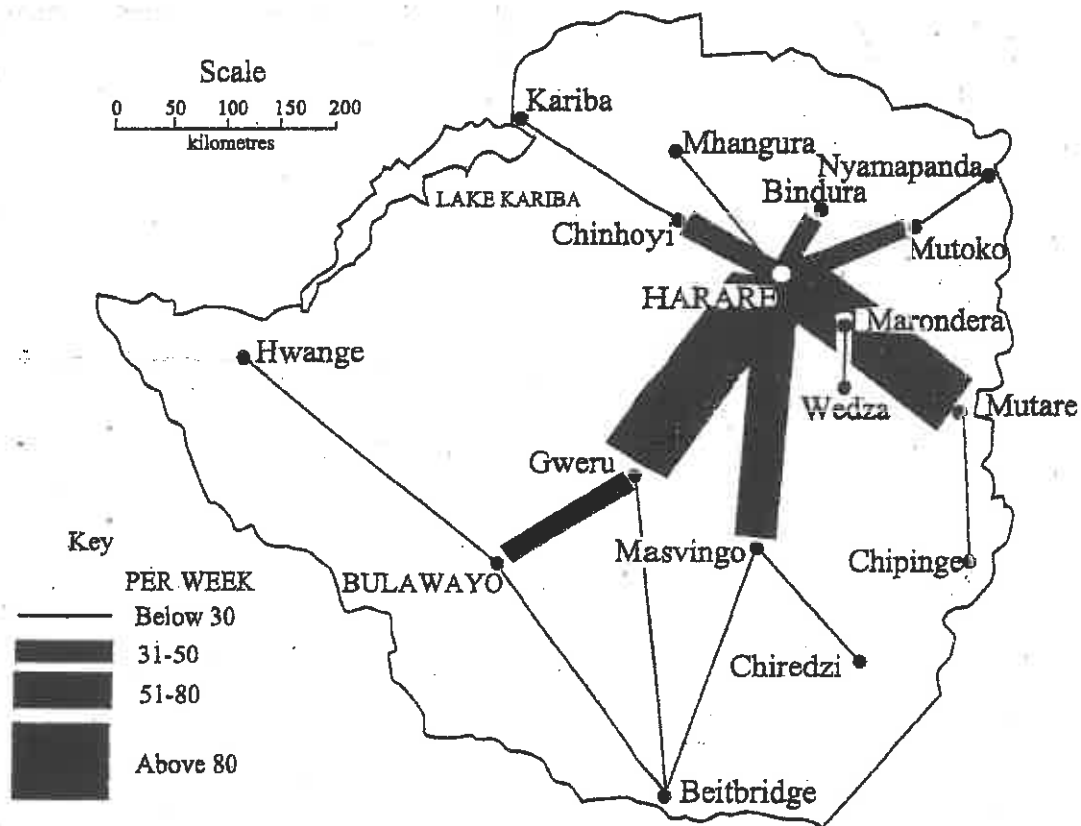 Scale
0 50 100 150 200
kilometres
Kariba
Mhangura
Nyamapanda
Bindura
LAKE KARIBA
Chinhoyi
Mutoko
HARARE
Marondera
Hwange
Wedza
Mutare
Gweru
Masvingo
Chipinge
BULAWAYO
Chiredzi
Beitbridge
Key
PER WEEK
Below 30
31-50
51-80
Above 80